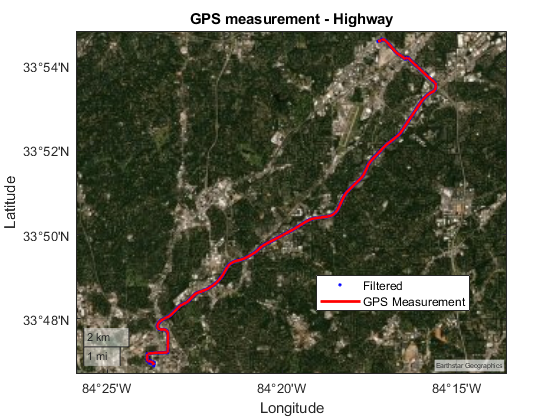 GPS measurement - Highway
33°54'N
33°52'N
33°50'N
33°48'N
Latitude
Filtered
GPS Measurement
2 km
1 mi
Earthstar Geographics
84°25'W
84°20'W
84°15'W
Longitude